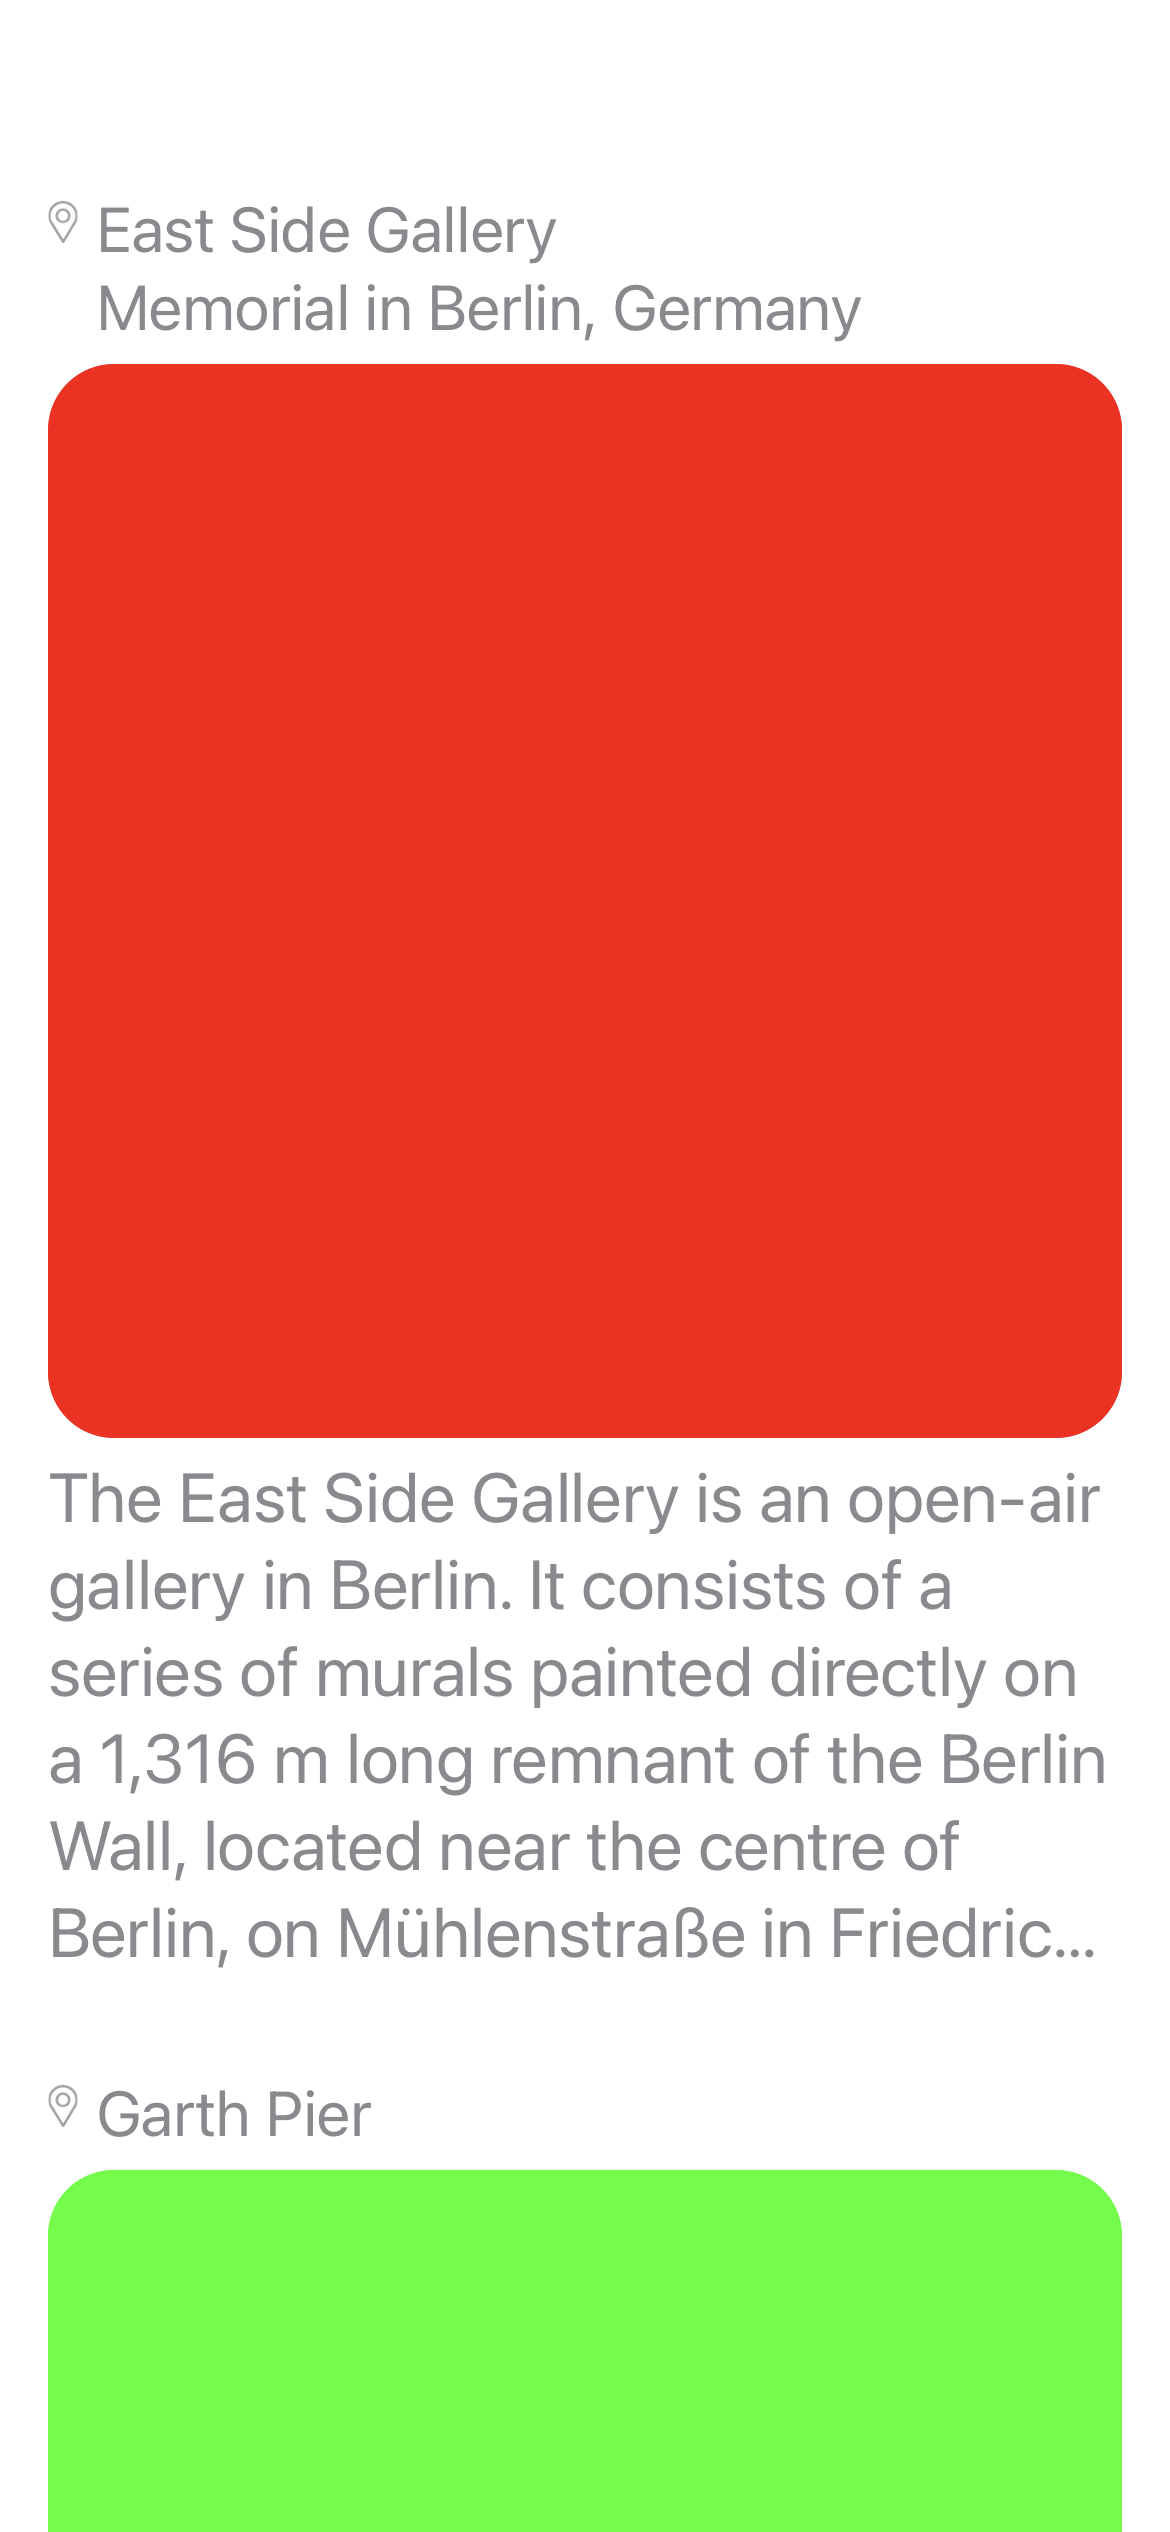 East Side Gallery
Memorial in Berlin, Germany
The East Side Gallery is an open-air
gallery in Berlin. It consists of a
series of murals painted directly on
a 1,316 m long remnant of the Berlin
Wall, located near the centre of
Berlin, on Mühlenstraße in Friedric...
Garth Pier